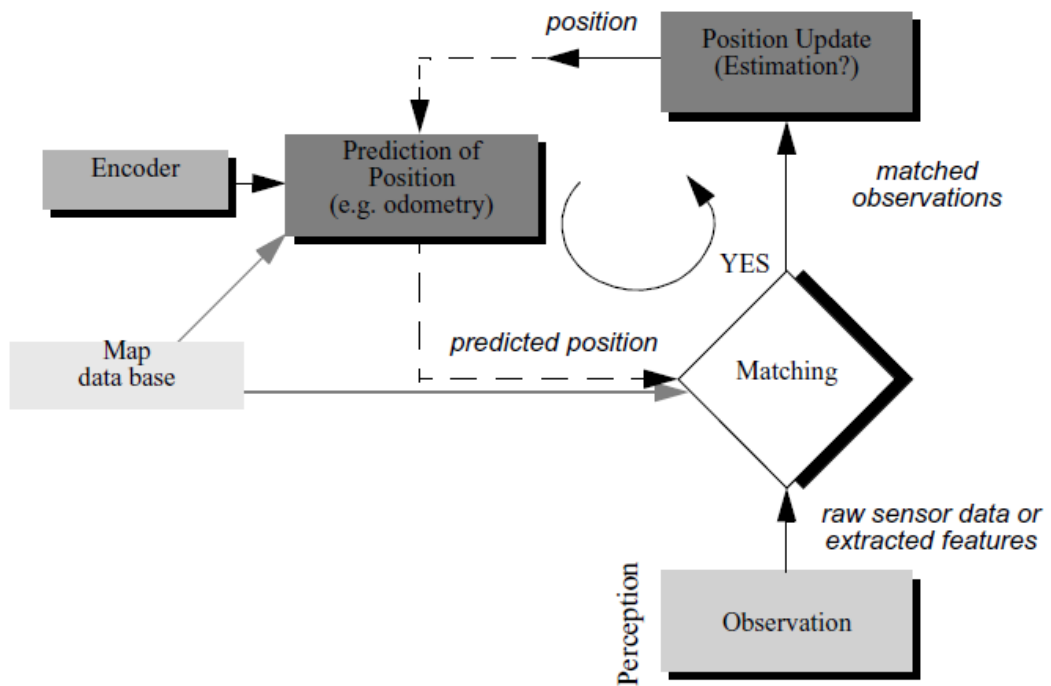 position
Position Update
(Estimation?)
Encoder
Prediction of
Position
(e.g. odometry)
matched
observations
YES
Map
data base
predicted position
Matching
raw sensor data or
extracted features
Perception
Observation